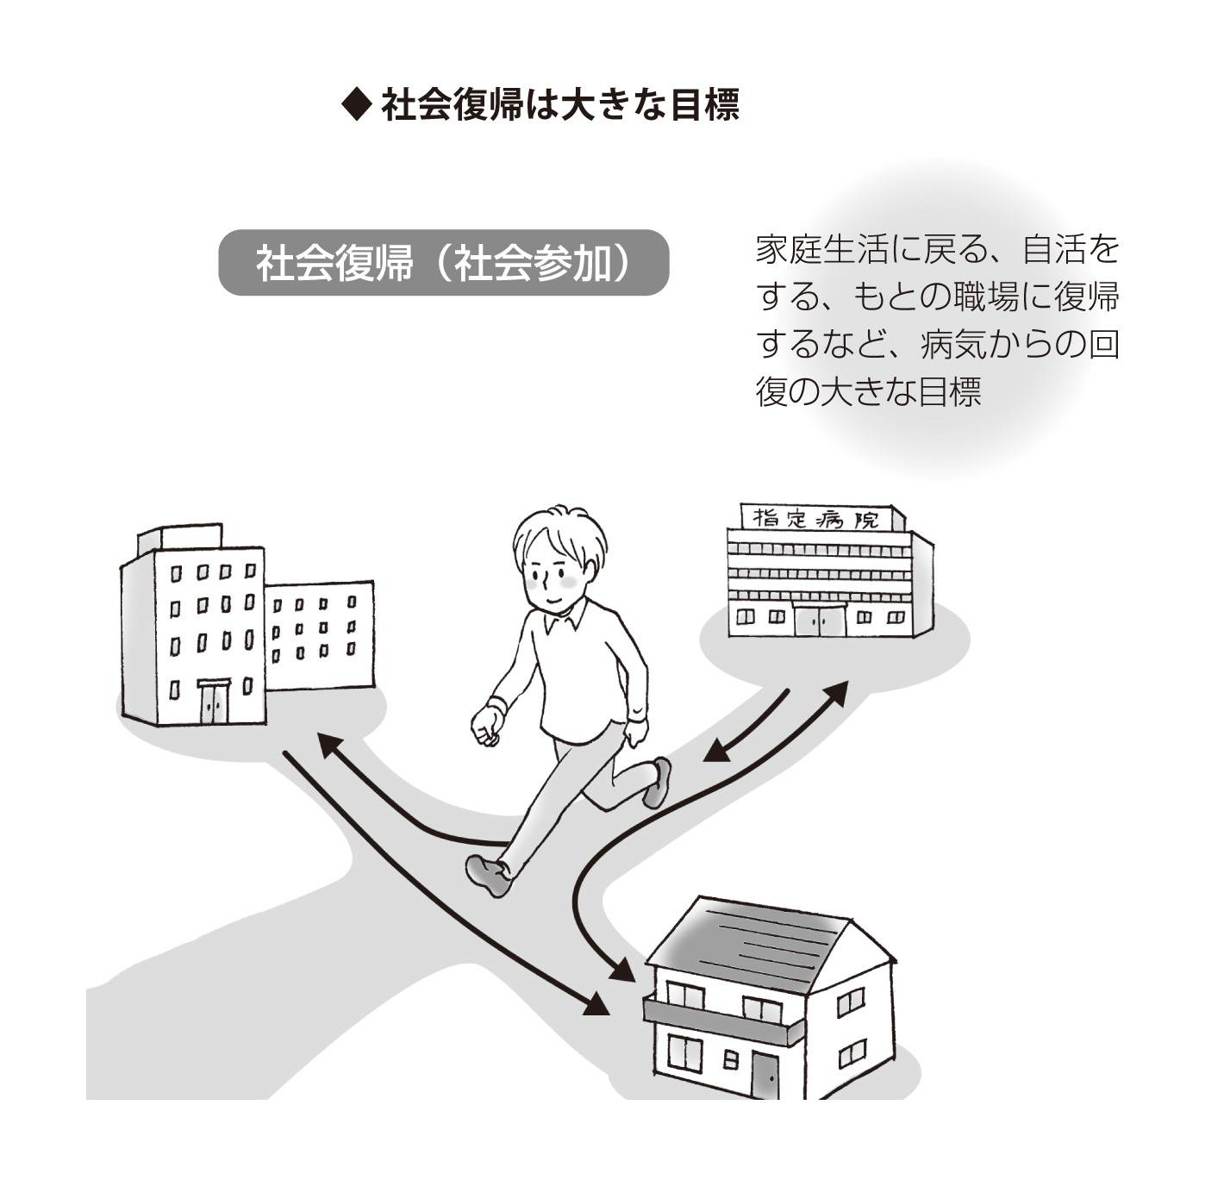 ◆ 社会復帰は大きな目標
社会復帰（社会参加）
家庭生活に戻る、自活を
する、もとの職場に復帰
するなど、病気からの回
復の大きな目標
指定病院